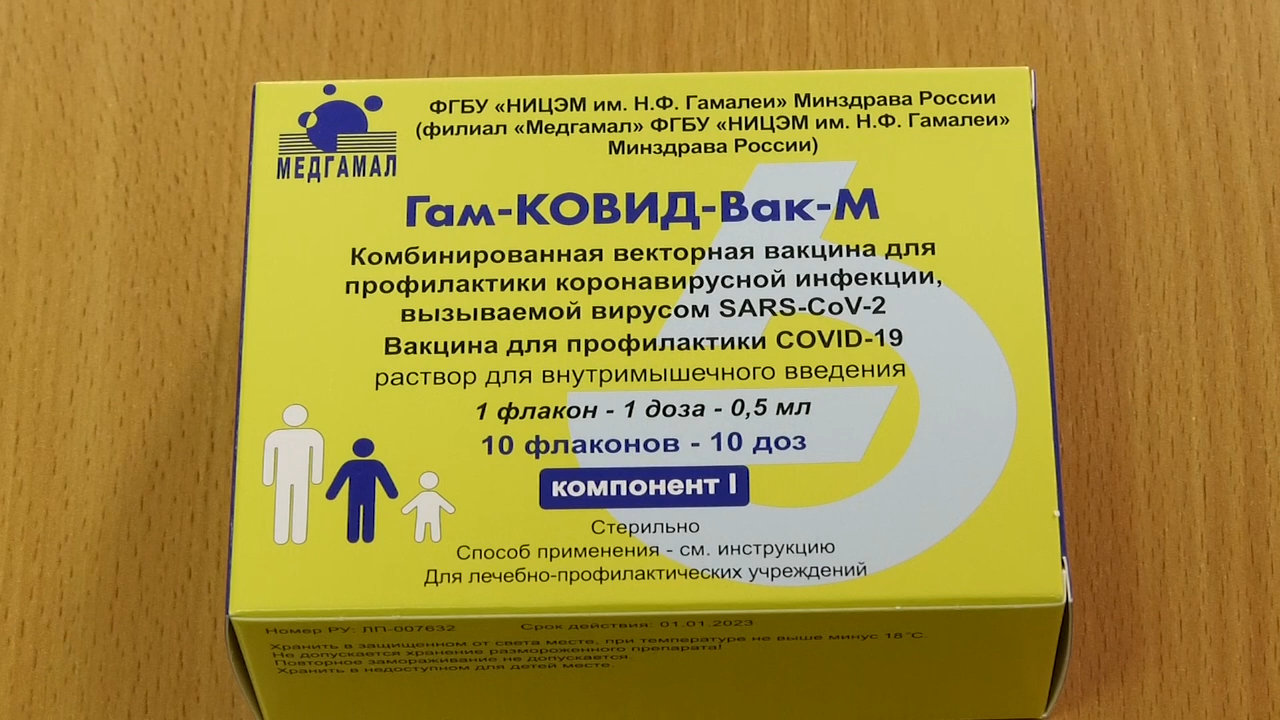 МЕДГАМАЛ
ФГБУ «НИЦЭМ им. Н.Ф. Гамалеи» Минздрава России
(филиал «Медгамал» ФГБУ «НИЦЭМ им. Н.Ф. Гамалеи»
Минздрава России)
Гам-КОВИД-Вак-М
Комбинированная векторная вакцина для
профилактики коронавирусной инфекции,
вызываемой вирусом SARS-CoV-2
Вакцина для профилактики COVID-19
раствор для внутримышечного введения
1 флакон - 1 доза - 0,5 мл
10 флаконов - 10 доз
компонент I
Стерильно
Способ применения - см. инструкцию
Для лечебно-профилактических учреждений
Номер РУ: ЛП-007632 Срок действия: 01.01.2023
Хранить в защищенном от света месте, при температуре не выше минус 18 °С.
Не допускается хранение размороженного препарата!
Повторное замораживание не допускается.
Хранить в недоступном для детей месте.